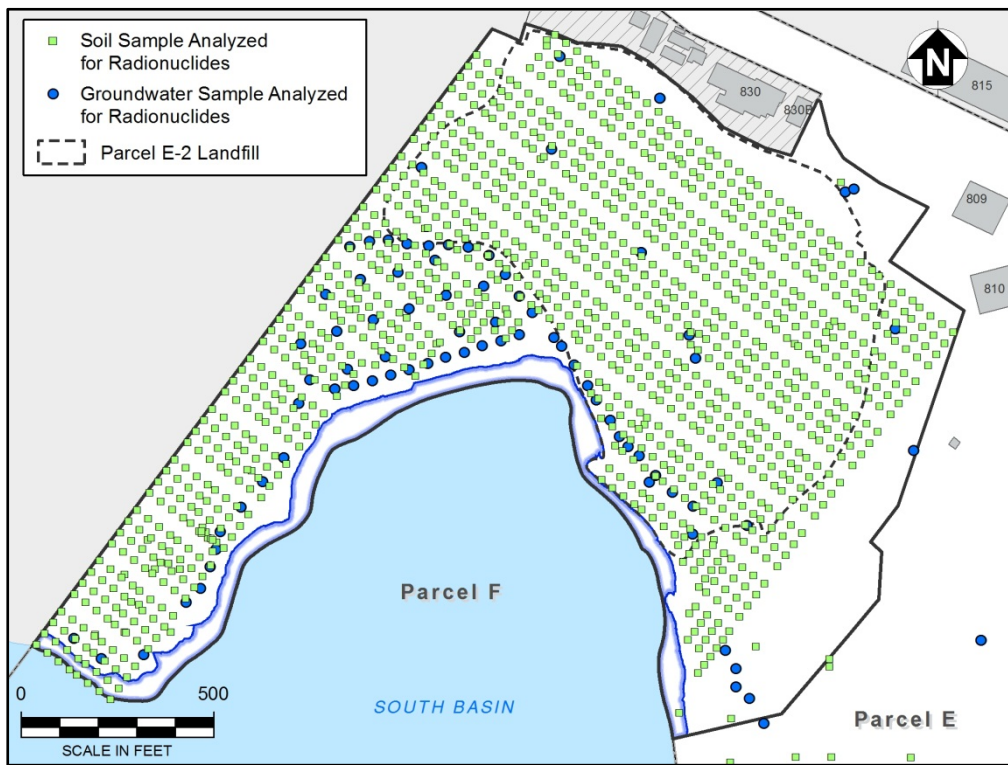 Soil Sample Analyzed
for Radionuclides
Groundwater Sample Analyzed
for Radionuclides
Parcel E-2 Landfill
N
815
830
830B
809
810
Parcel F
0
500
SCALE IN FEET
SOUTH BASIN
Parcel E